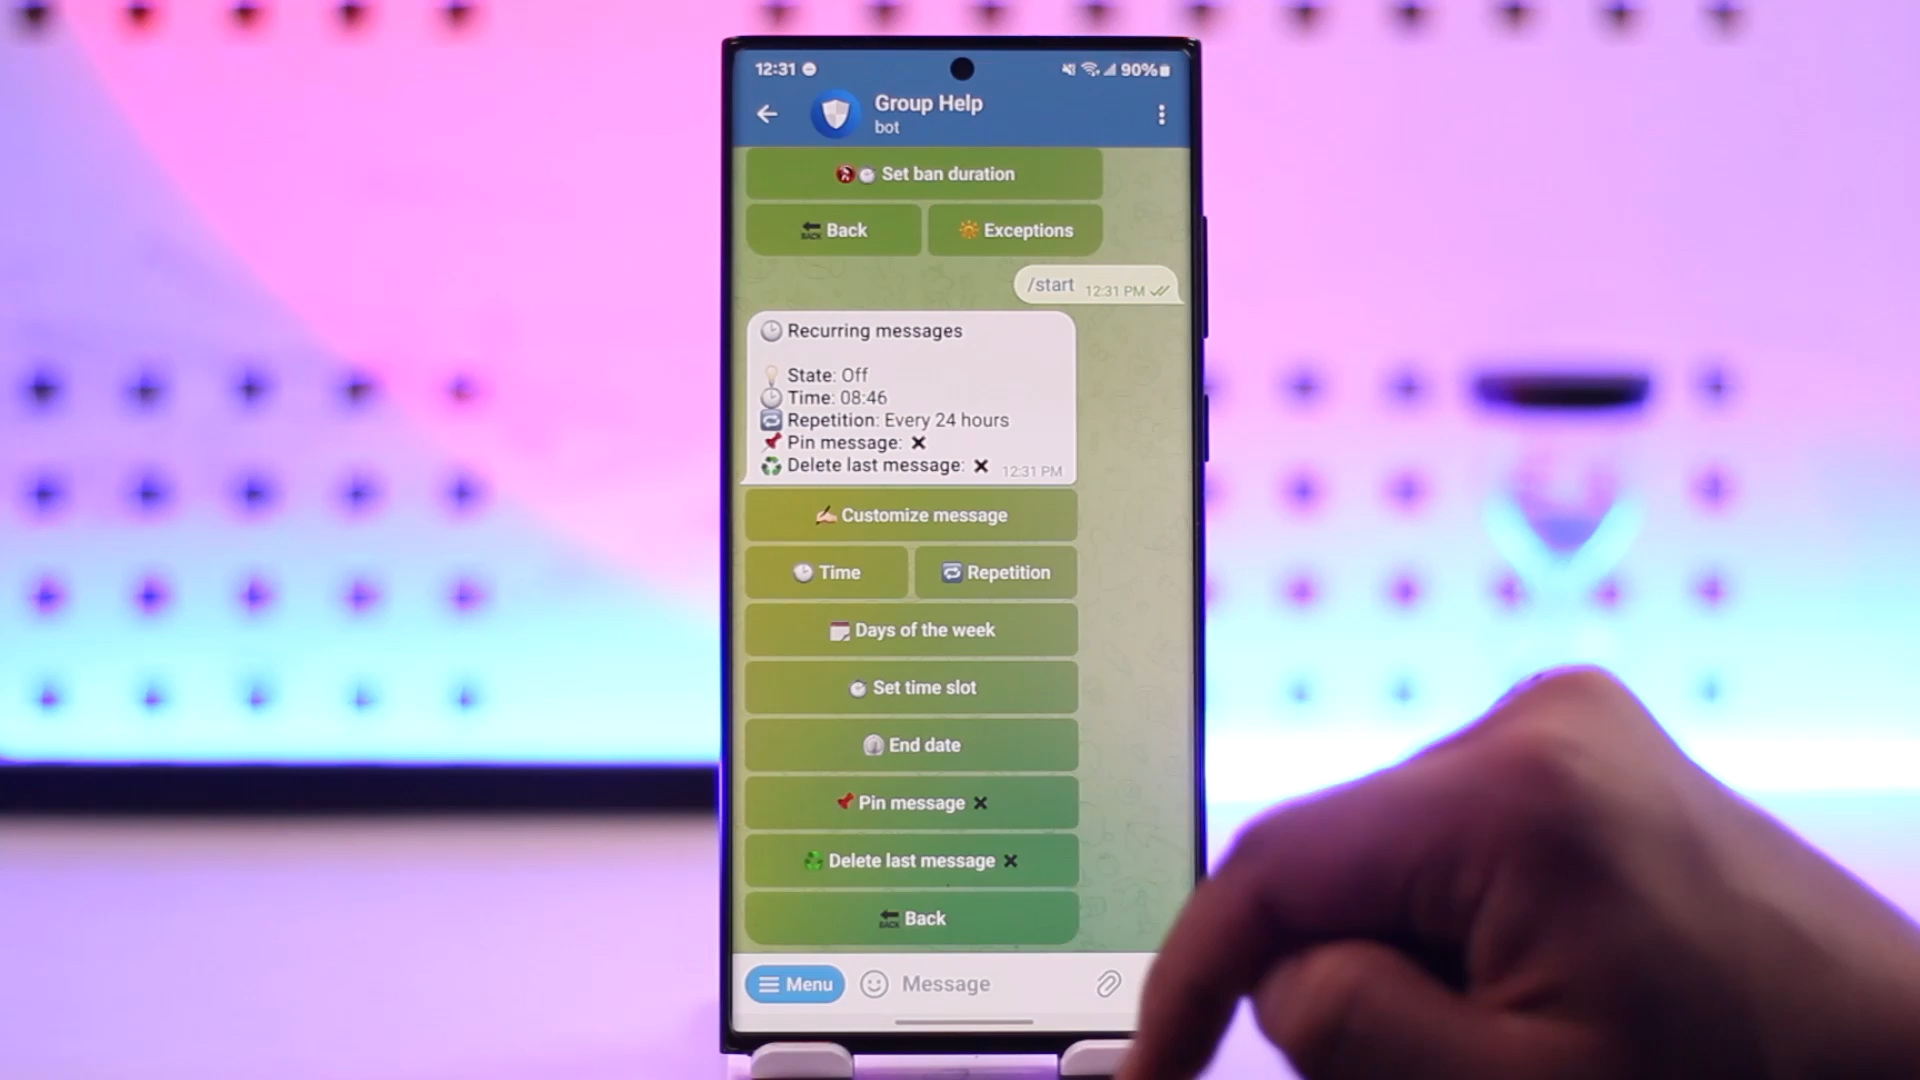 12:31 90%
Group Help
bot
Set ban duration
Back Exceptions
/start 12:31 PM
Recurring messages
State: Off
Time: 08:46
Repetition: Every 24 hours
Pin message:
Delete last message: 12:31 PM
Customize message
Time Repetition
Days of the week
Set time slot
End date
Pin message
Delete last message
BACK Back
Menu Message